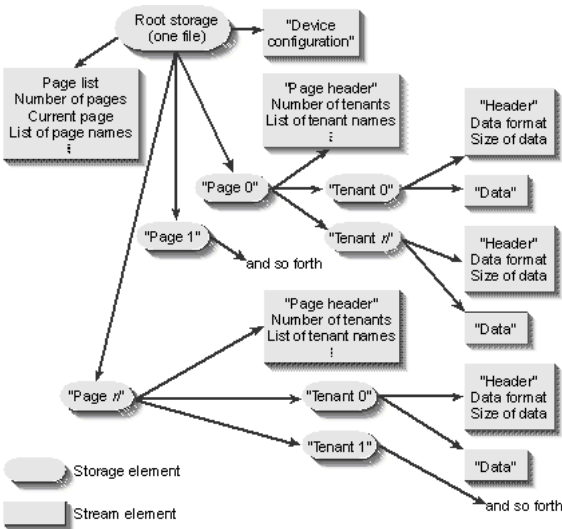 Root storage
(one file)
"Device
configuration"
Page list
Number of pages
Current page
List of page names
⋮
"Page header"
Number of tenants
List of tenant names
⋮
"Header"
Data format
Size of data
"Page 0"
"Tenant 0"
"Data"
"Page 1"
and so forth
"Tenant n"
"Header"
Data format
Size of data
"Data"
"Page header"
Number of tenants
List of tenant names
⋮
"Page n"
"Tenant 0"
"Header"
Data format
Size of data
"Tenant 1"
"Data"
and so forth
Storage element
Stream element